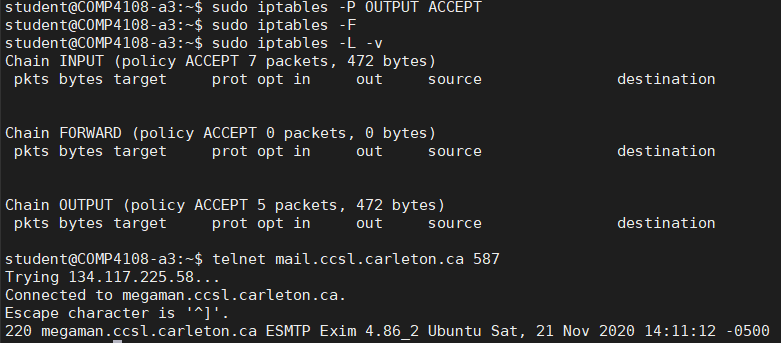 student@COMP4108-a3:~$ sudo iptables -P OUTPUT ACCEPT
student@COMP4108-a3:~$ sudo iptables -F
student@COMP4108-a3:~$ sudo iptables -L -v
Chain INPUT (policy ACCEPT 7 packets, 472 bytes)
 pkts bytes target     prot opt in     out     source               destination
Chain FORWARD (policy ACCEPT 0 packets, 0 bytes)
 pkts bytes target     prot opt in     out     source               destination
Chain OUTPUT (policy ACCEPT 5 packets, 472 bytes)
 pkts bytes target     prot opt in     out     source               destination
student@COMP4108-a3:~$ telnet mail.ccsl.carleton.ca 587
Trying 134.117.225.58...
Connected to megaman.ccsl.carleton.ca.
Escape character is '^]'.
220 megaman.ccsl.carleton.ca ESMTP Exim 4.86_2 Ubuntu Sat, 21 Nov 2020 14:11:12 -0500